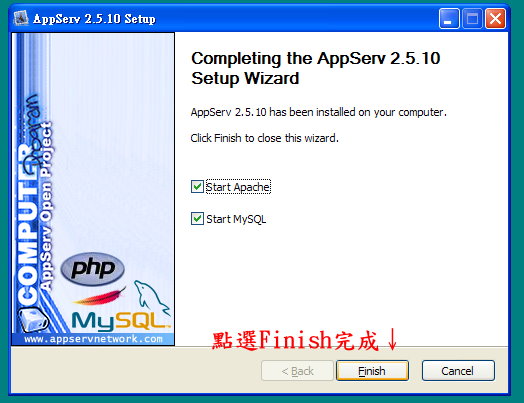 AppServ 2.5.10 Setup
Completing the AppServ 2.5.10
Setup Wizard
AppServ 2.5.10 has been installed on your computer.
Click Finish to close this wizard.
Start Apache
Start MySQL
COMPUTER
Program
AppServ Open Project
php
MySQL
www.appservnetwork.com
點選Finish完成↓
< Back
Finish
Cancel